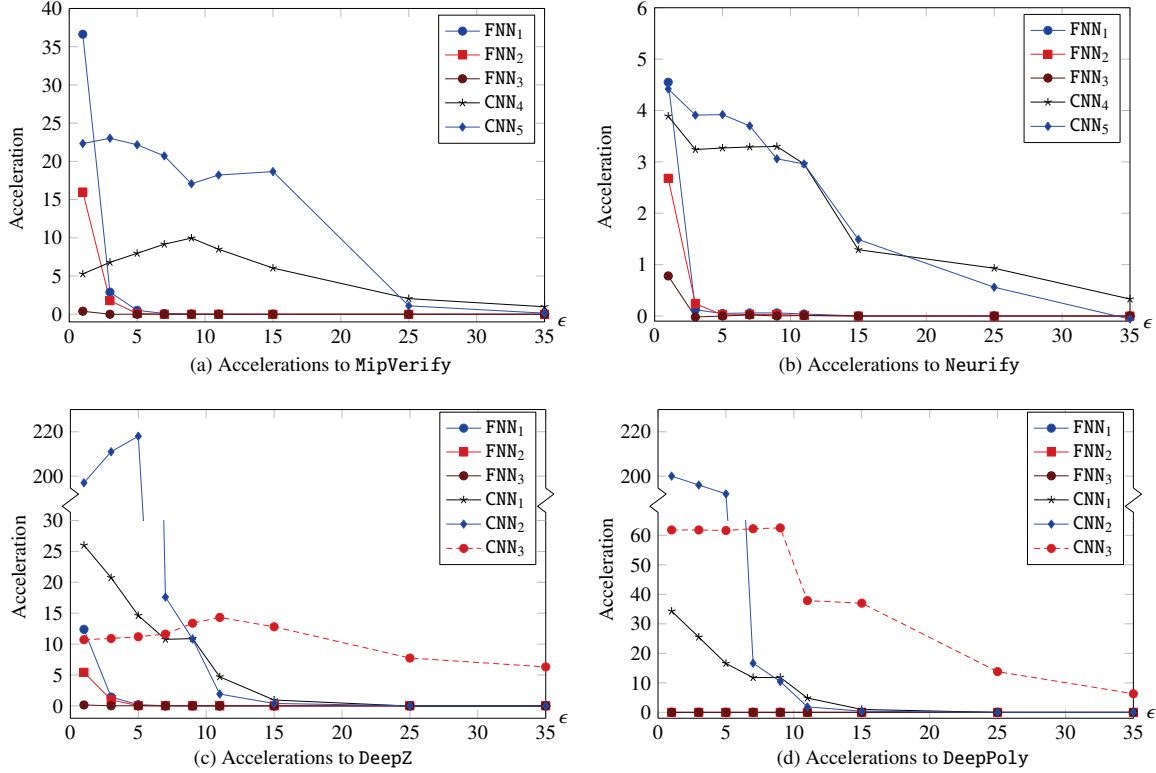 40
35
30
25
20
15
10
5
0
Acceleration
0 5 10 15 20 25 30 35
ϵ
FNN1
FNN2
FNN3
CNN4
CNN5
(a) Accelerations to MipVerify
6
5
4
3
2
1
0
Acceleration
0 5 10 15 20 25 30 35
ϵ
FNN1
FNN2
FNN3
CNN4
CNN5
(b) Accelerations to Neurify
220
200
30
25
20
15
10
5
0
Acceleration
0 5 10 15 20 25 30 35
ϵ
FNN1
FNN2
FNN3
CNN1
CNN2
CNN3
(c) Accelerations to DeepZ
220
200
60
50
40
30
20
10
0
Acceleration
0 5 10 15 20 25 30 35
ϵ
FNN1
FNN2
FNN3
CNN1
CNN2
CNN3
(d) Accelerations to DeepPoly